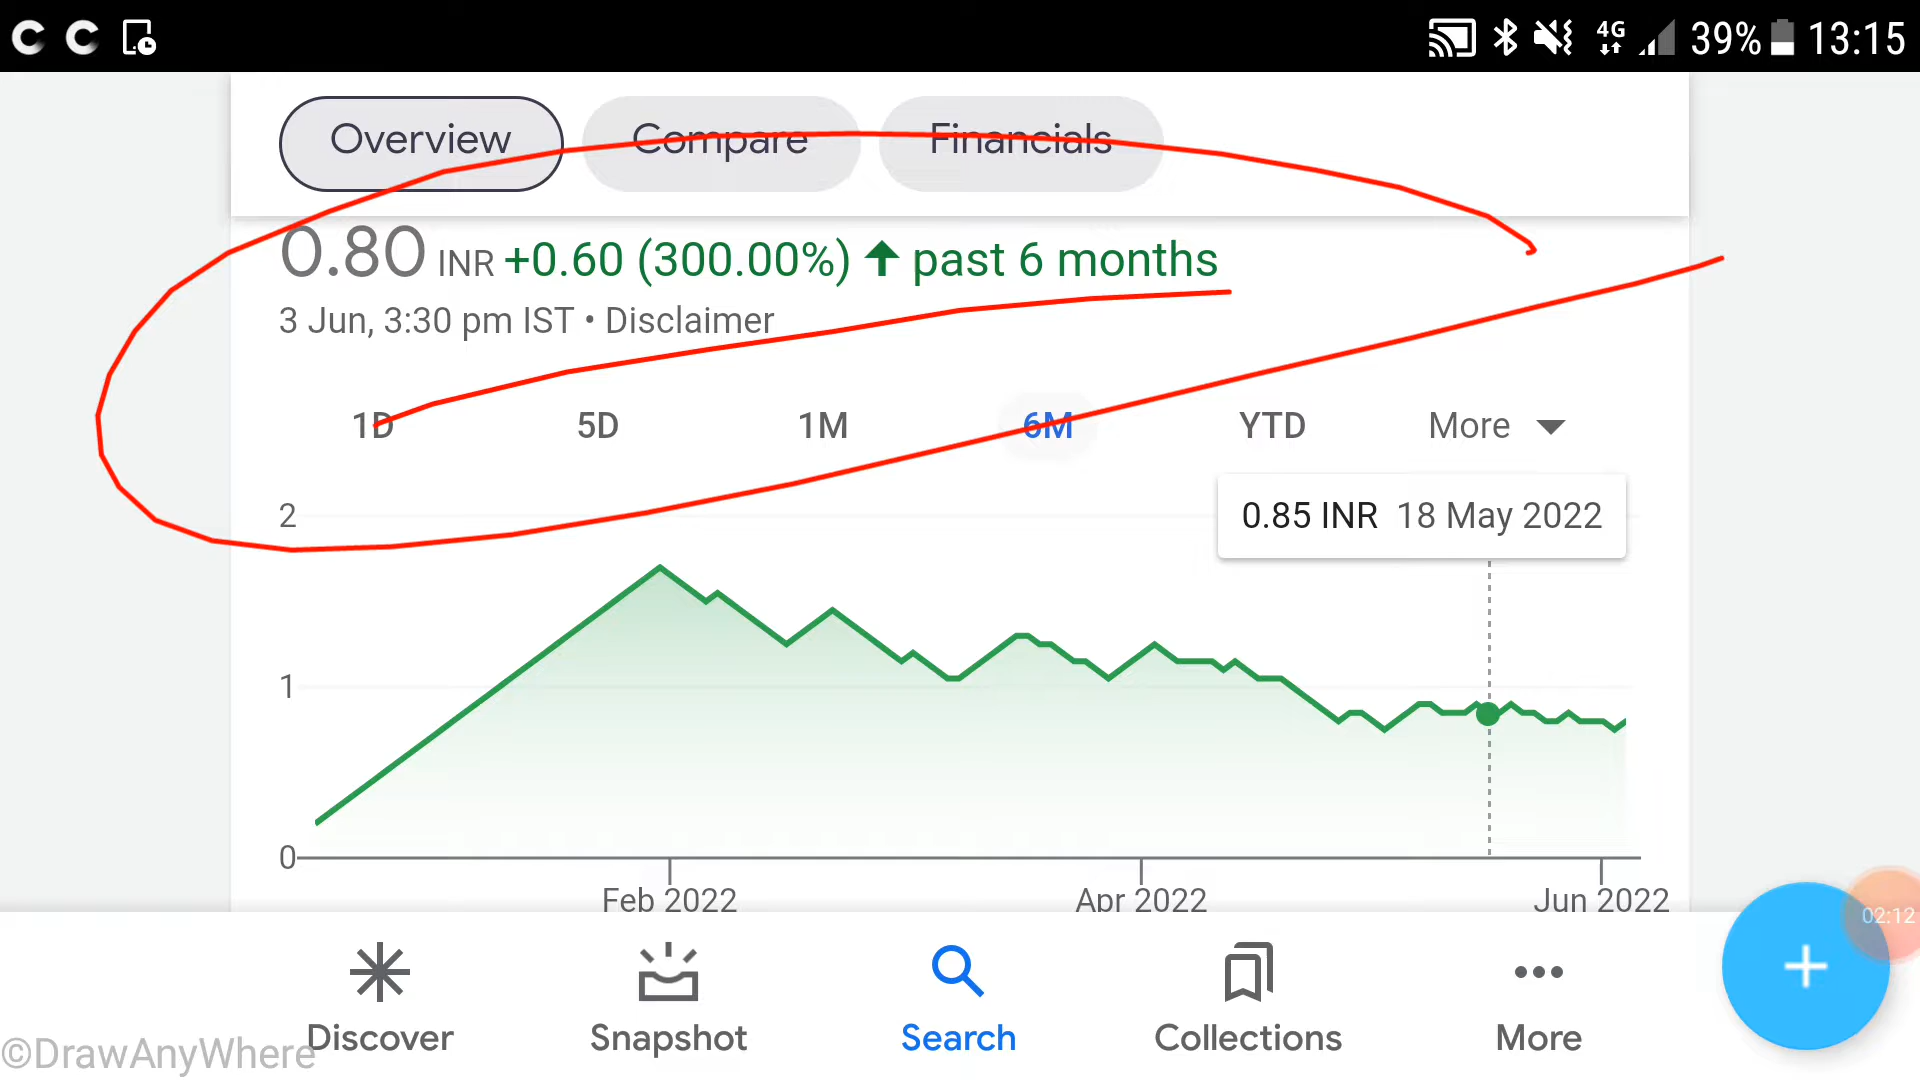 4G 39% 13:15
Overview Compare Financials
0.80 INR +0.60 (300.00%) past 6 months
3 Jun, 3:30 pm IST • Disclaimer
1D 5D 1M 6M YTD More
0.85 INR 18 May 2022
2
1
0
Feb 2022 Apr 2022 Jun 2022
02:12
Discover Snapshot Search Collections More
©DrawAnyWhere